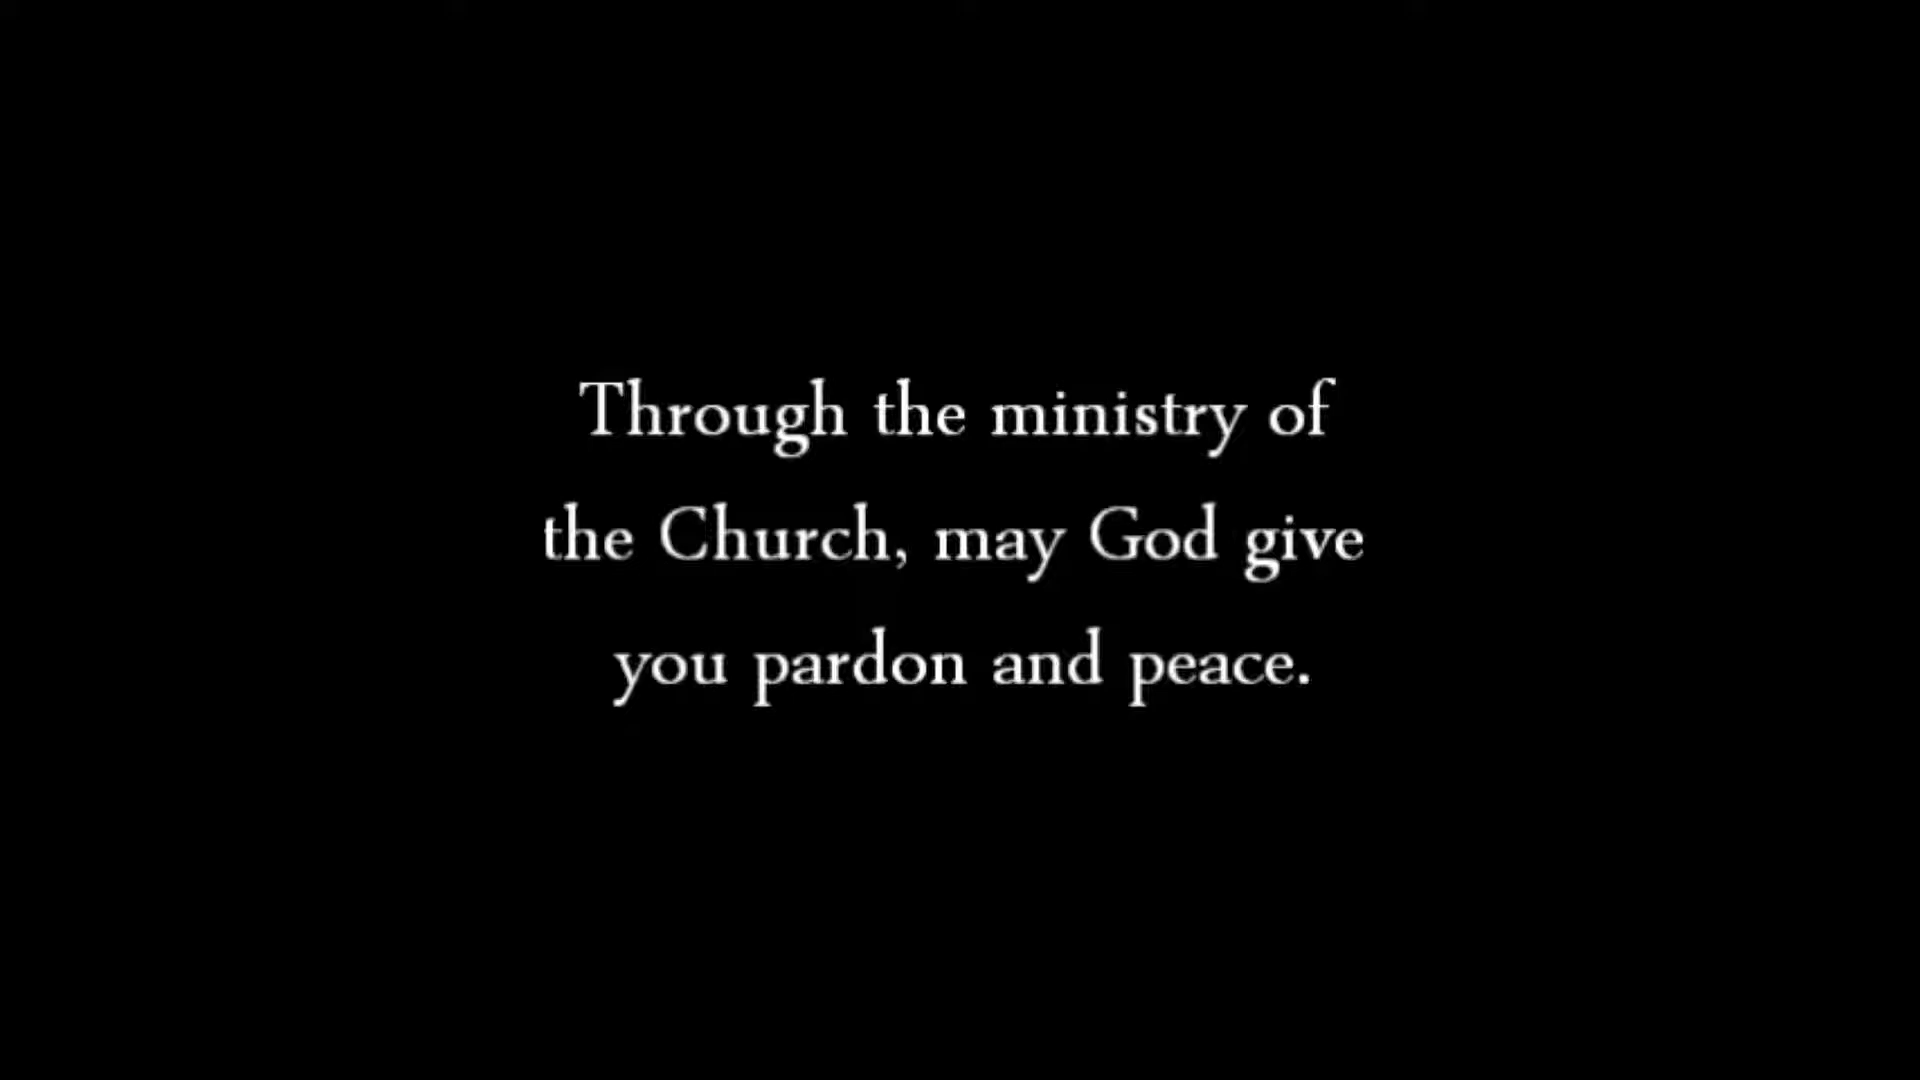 Through the ministry of
the Church, may God give
you pardon and peace.